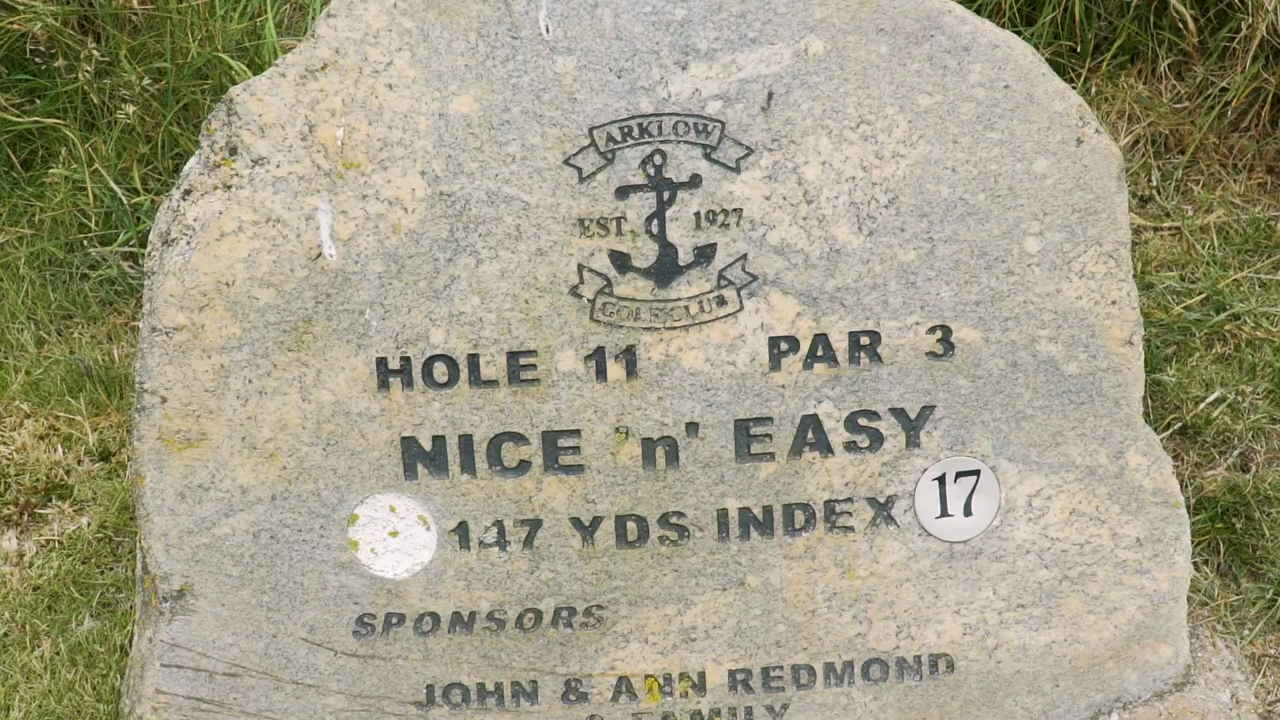 ARKLOW
EST. 1927
GOLF CLUB
HOLE 11 PAR 3
NICE 'n' EASY
147 YDS INDEX 17
SPONSORS
JOHN & ANN REDMOND
& FAMILY